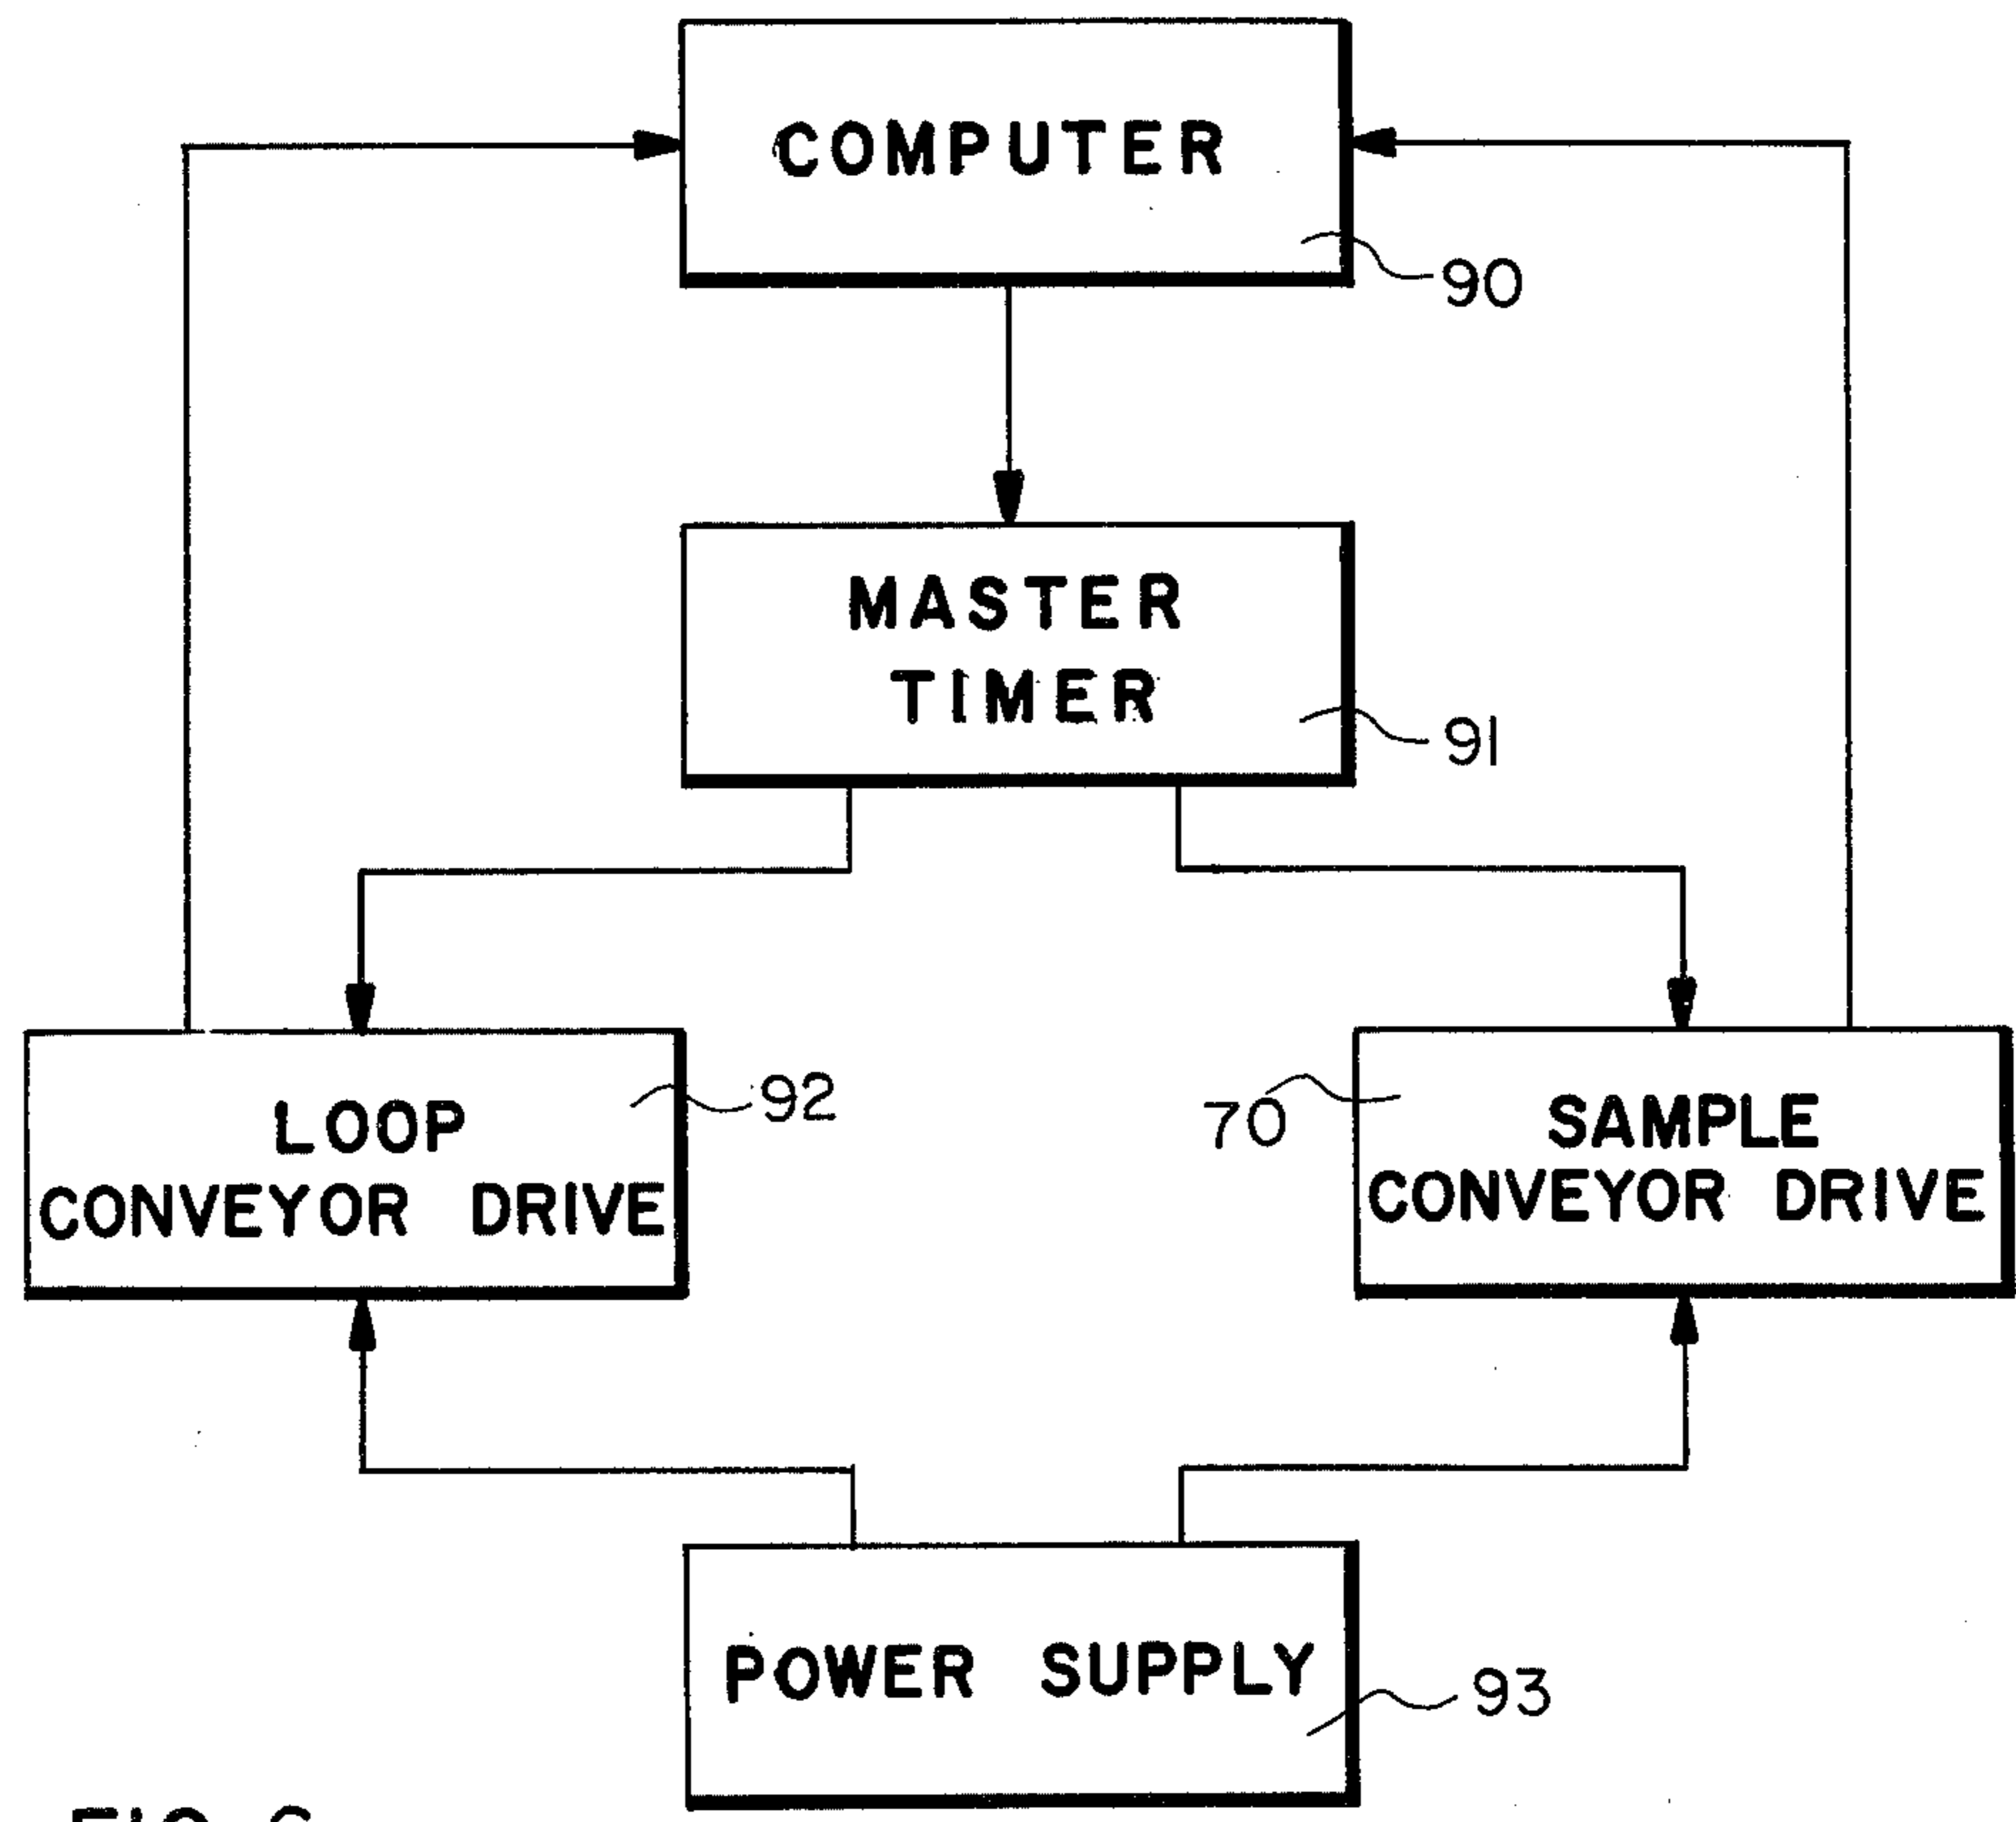 COMPUTER
90
MASTER
TIMER
91
LOOP
CONVEYOR DRIVE
92
70
SAMPLE
CONVEYOR DRIVE
POWER SUPPLY
93